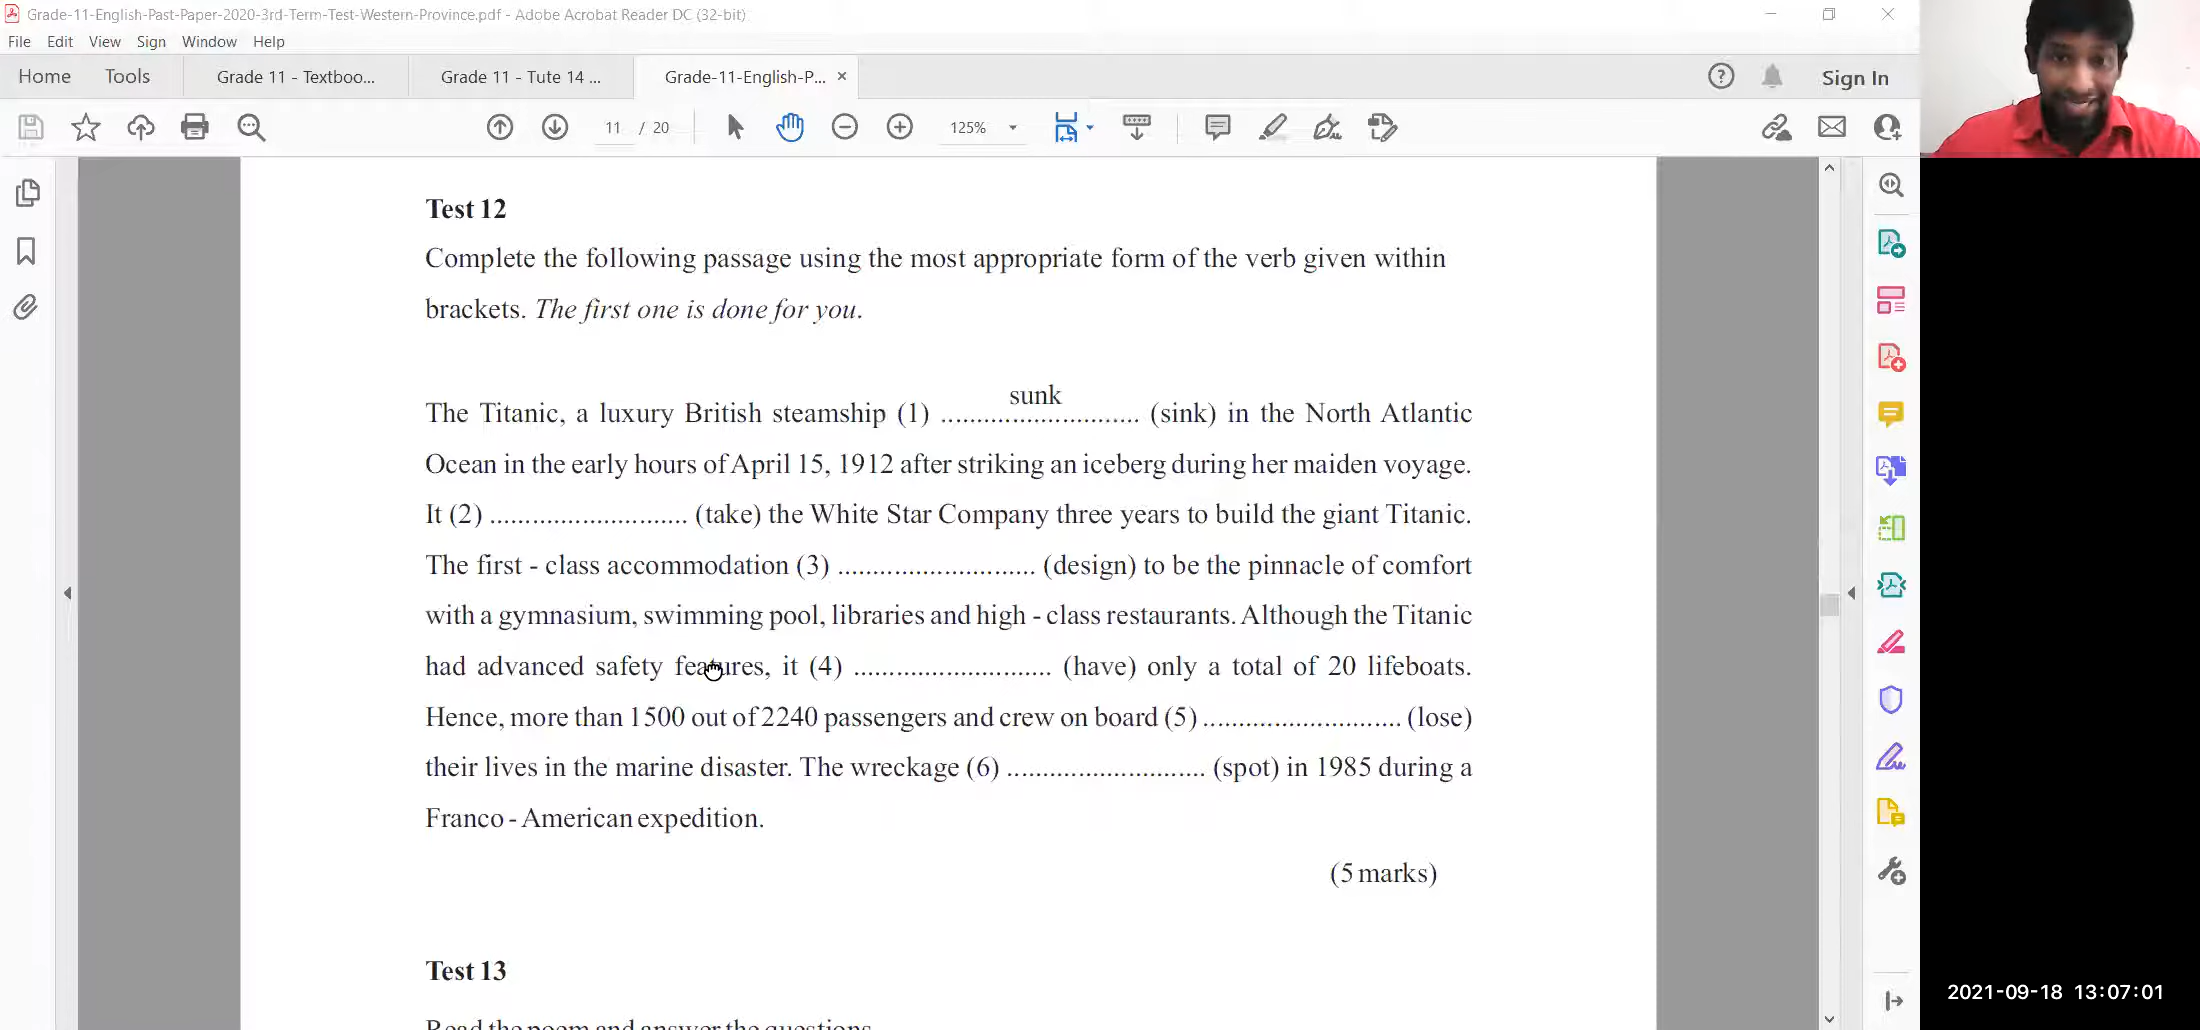 Grade-11-English-Past-Paper-2020-3rd-Term-Test-Western-Province.pdf - Adobe Acrobat Reader DC (32-bit)
File Edit View Sign Window Help
Home Tools Grade 11 - Textboo... Grade 11 - Tute 14 ... Grade-11-English-P... × Sign In
11 / 20 125%
Test 12
Complete the following passage using the most appropriate form of the verb given within
brackets. The first one is done for you.
sunk
The Titanic, a luxury British steamship (1) ............................ (sink) in the North Atlantic
Ocean in the early hours of April 15, 1912 after striking an iceberg during her maiden voyage.
It (2) ............................ (take) the White Star Company three years to build the giant Titanic.
The first - class accommodation (3) ............................ (design) to be the pinnacle of comfort
with a gymnasium, swimming pool, libraries and high - class restaurants. Although the Titanic
had advanced safety features, it (4) ............................ (have) only a total of 20 lifeboats.
Hence, more than 1500 out of 2240 passengers and crew on board (5) ............................ (lose)
their lives in the marine disaster. The wreckage (6) ............................ (spot) in 1985 during a
Franco - American expedition.
(5 marks)
Test 13
Read the poem and answer the questions
2021-09-18 13:07:01